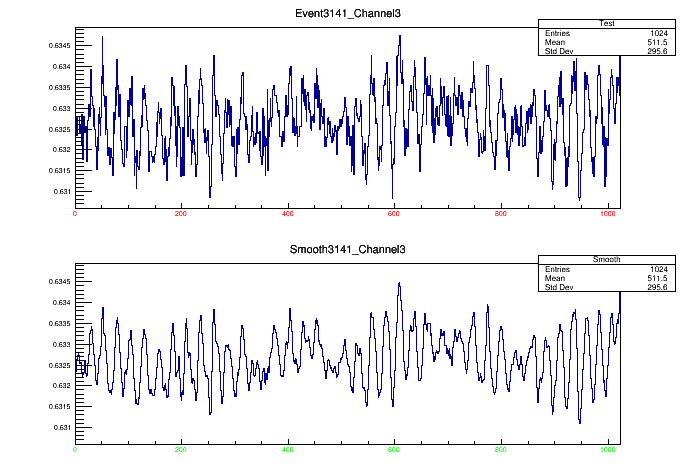 Event3141_Channel3
Test
Entries 1024
Mean 511.5
Std Dev 295.6
0.6345
0.634
0.6335
0.633
0.6325
0.632
0.6315
0.631
0 200 400 600 800 1000
Smooth3141_Channel3
Smooth
Entries 1024
Mean 511.5
Std Dev 295.6
0.6345
0.634
0.6335
0.633
0.6325
0.632
0.6315
0.631
0 200 400 600 800 1000